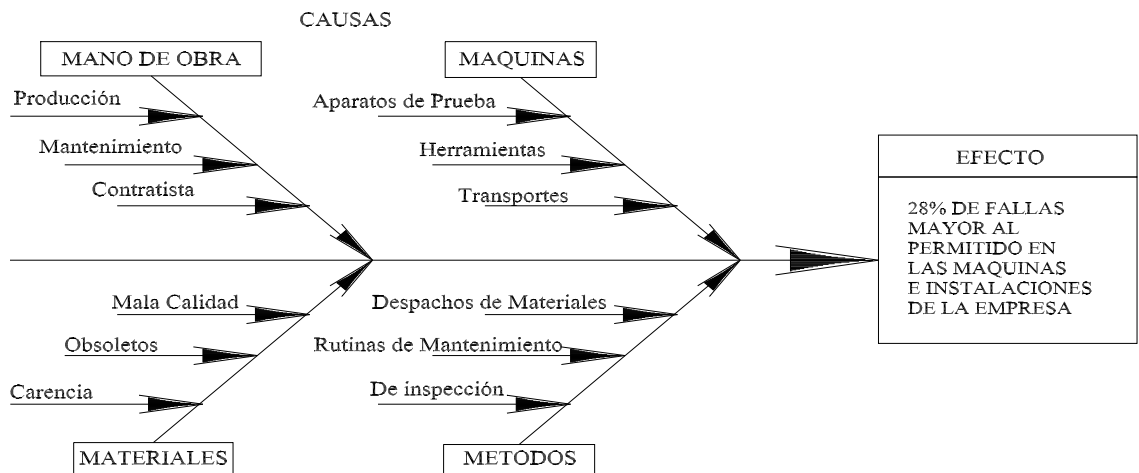 CAUSAS
MANO DE OBRA
MAQUINAS
Producción
Mantenimiento
Contratista
Aparatos de Prueba
Herramientas
Transportes
EFECTO
28% DE FALLAS
MAYOR AL
PERMITIDO EN
LAS MAQUINAS
E INSTALACIONES
DE LA EMPRESA
Mala Calidad
Obsoletos
Carencia
Despachos de Materiales
Rutinas de Mantenimiento
De inspección
MATERIALES
METODOS